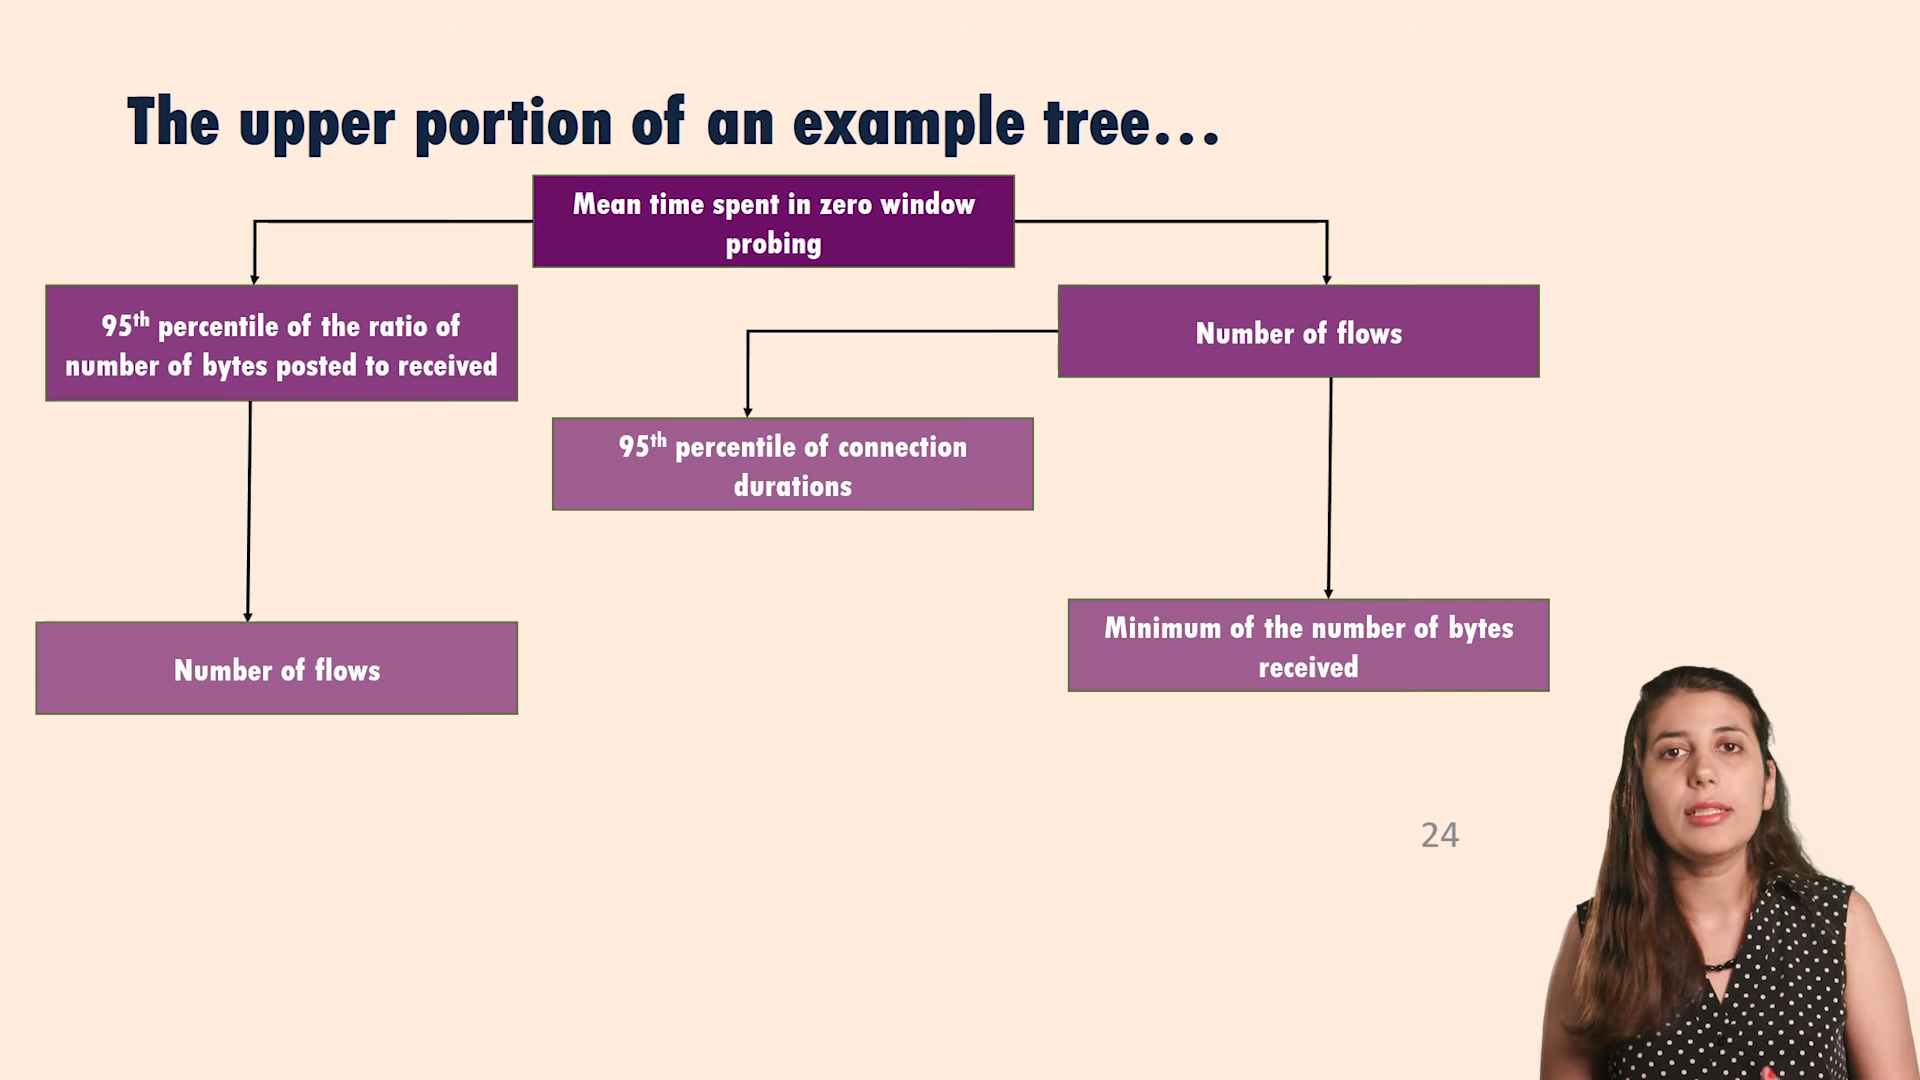 The upper portion of an example tree...
Mean time spent in zero window
probing
95th percentile of the ratio of
number of bytes posted to received
Number of flows
95th percentile of connection
durations
Number of flows
Minimum of the number of bytes
received
24